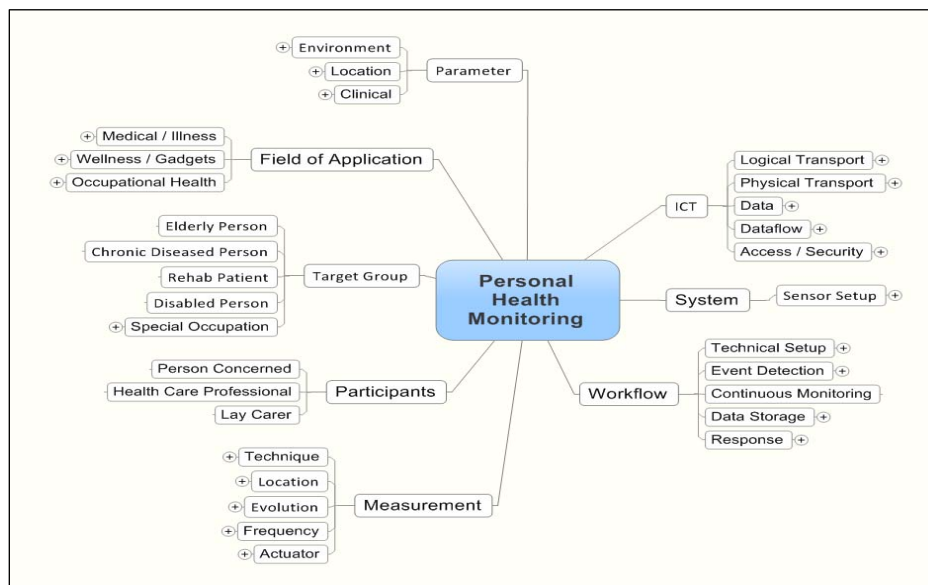 Environment
Location
Clinical
Parameter
Medical / Illness
Wellness / Gadgets
Occupational Health
Field of Application
Elderly Person
Chronic Diseased Person
Rehab Patient
Disabled Person
Special Occupation
Target Group
Person Concerned
Health Care Professional
Lay Carer
Participants
Technique
Location
Evolution
Frequency
Actuator
Measurement
Personal
Health
Monitoring
ICT
Logical Transport
Physical Transport
Data
Dataflow
Access / Security
System
Sensor Setup
Workflow
Technical Setup
Event Detection
Continuous Monitoring
Data Storage
Response